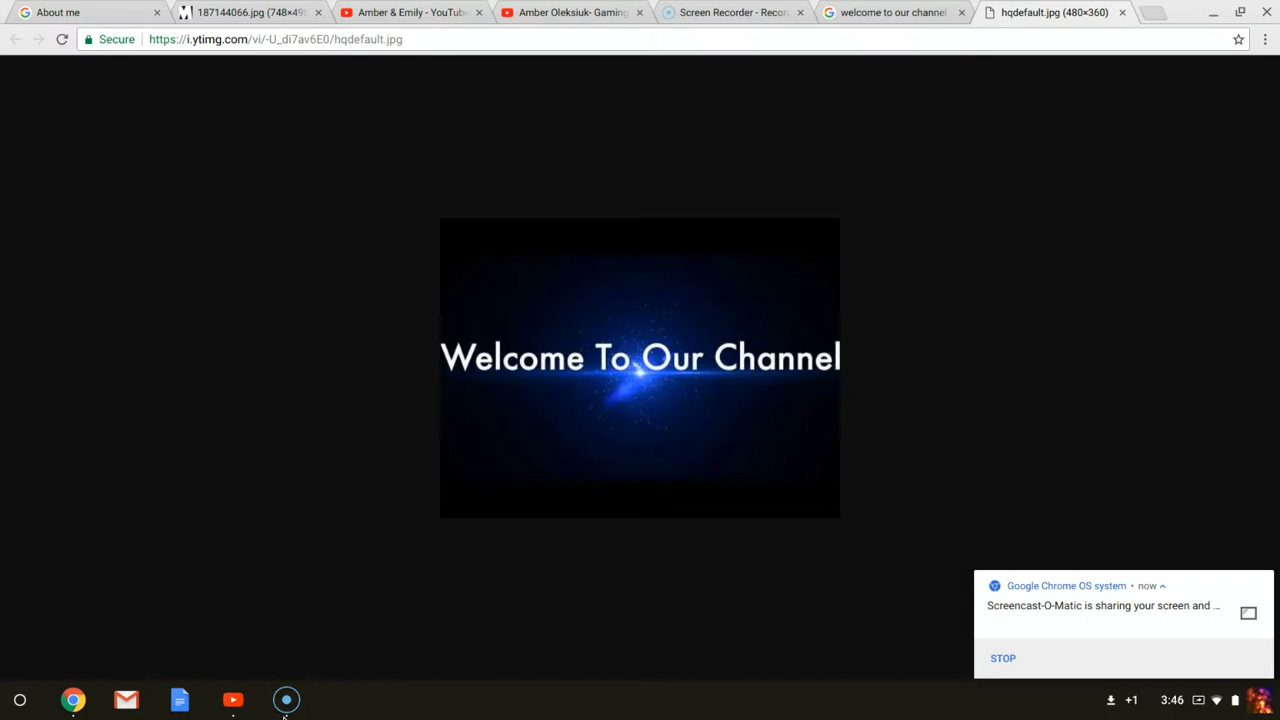 About me
187144066.jpg (748×498
Amber & Emily - YouTube
Amber Oleksiuk- Gaming
Screen Recorder - Recor
welcome to our channel
hqdefault.jpg (480×360)
Secure
https://i.ytimg.com/vi/-U_di7av6E0/hqdefault.jpg
Welcome To Our Channel
Google Chrome OS system • now
Screencast-O-Matic is sharing your screen and ...
STOP
+1
3:46